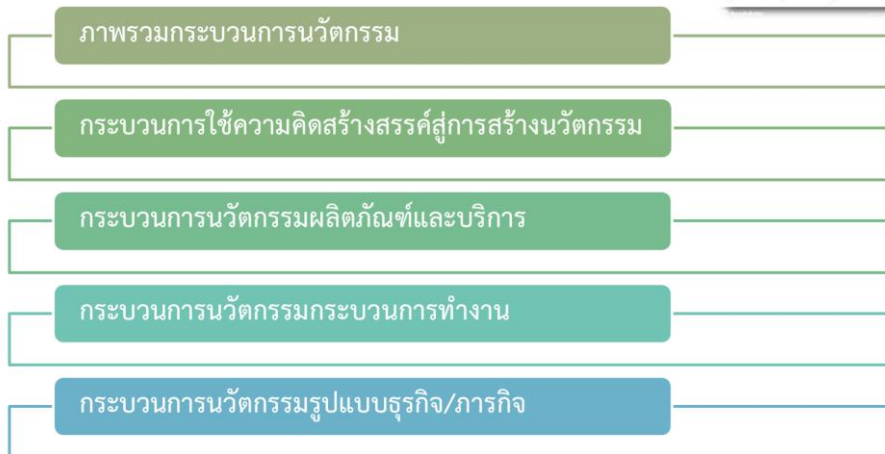 ภาพรวมกระบวนการนวัตกรรม
กระบวนการใช้ความคิดสร้างสรรค์สู่การสร้างนวัตกรรม
กระบวนการนวัตกรรมผลิตภัณฑ์และบริการ
กระบวนการนวัตกรรมกระบวนการทำงาน
กระบวนการนวัตกรรมรูปแบบธุรกิจ/ภารกิจ